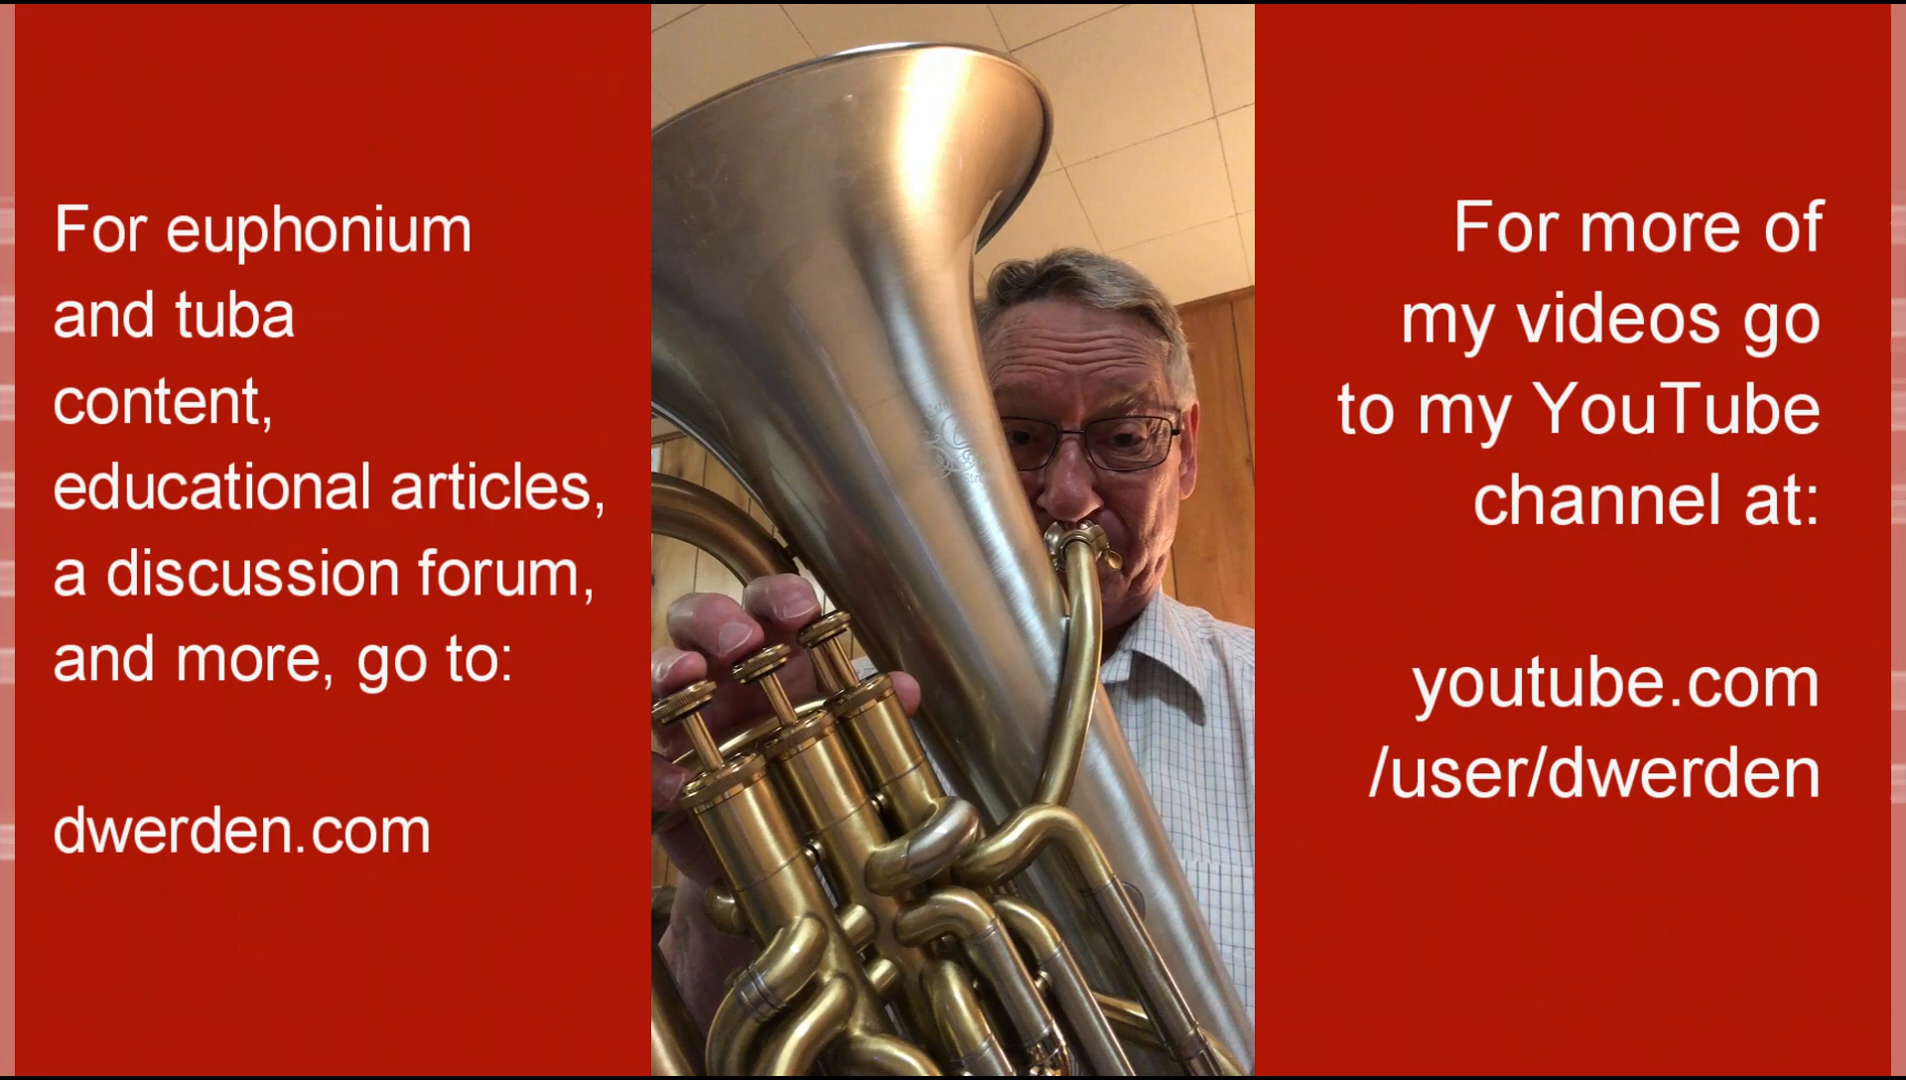 For euphonium
and tuba
content,
educational articles,
a discussion forum,
and more, go to:
dwerden.com
For more of
my videos go
to my YouTube
channel at:
youtube.com
/user/dwerden